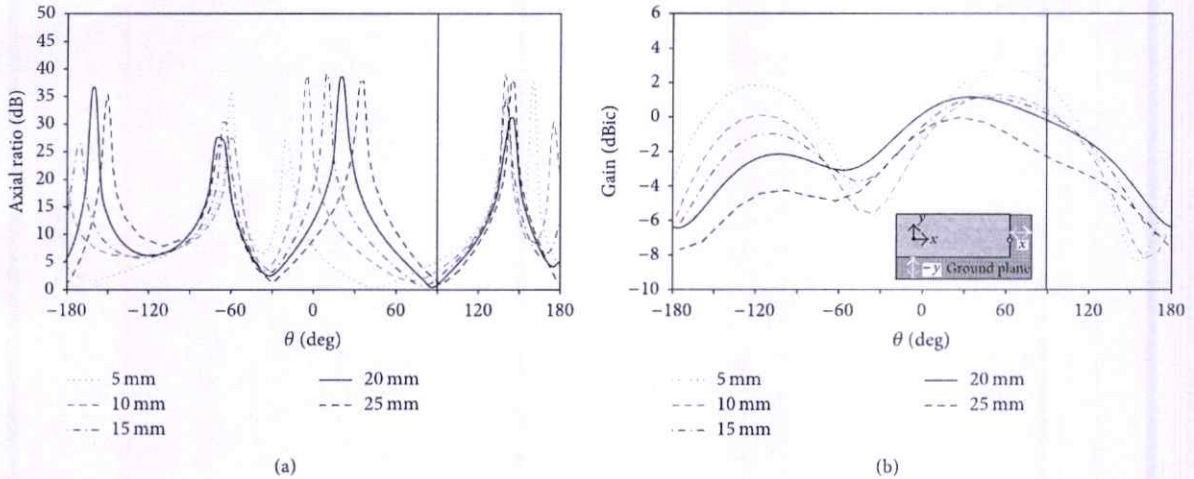 50
45
40
35
30
25
20
15
10
5
0
Axial ratio (dB)
−180 −120 −60 0 60 120 180
θ (deg)
5 mm
10 mm
15 mm
20 mm
25 mm
(a)
6
4
2
0
−2
−4
−6
−8
−10
Gain (dBic)
y
x
x
−y Ground plane
−180 −120 −60 0 60 120 180
θ (deg)
5 mm
10 mm
15 mm
20 mm
25 mm
(b)